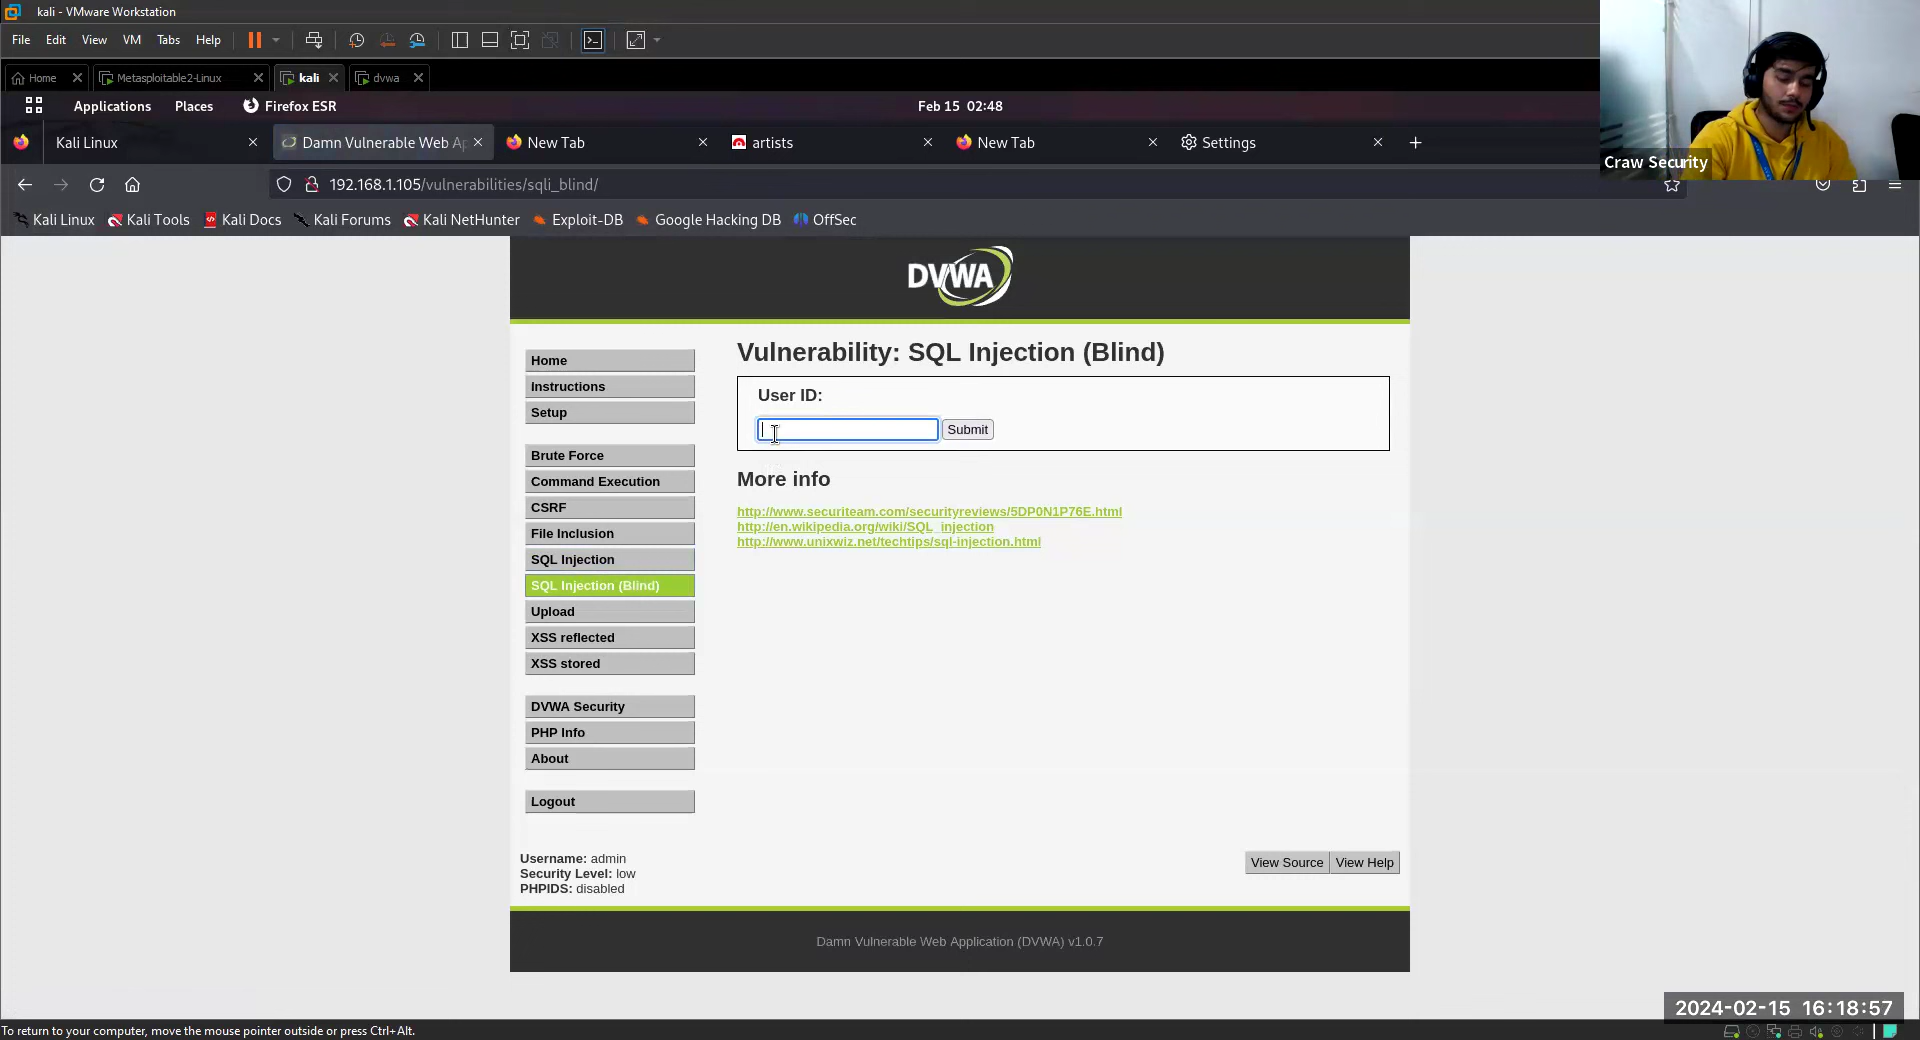 kali - VMware Workstation
File Edit View VM Tabs Help
Home Metasploitable2-Linux kali dvwa
Applications Places Firefox ESR Feb 15 02:48
Kali Linux Damn Vulnerable Web Ap New Tab artists New Tab Settings
Craw Security
192.168.1.105/vulnerabilities/sqli_blind/
Kali Linux Kali Tools Kali Docs Kali Forums Kali NetHunter Exploit-DB Google Hacking DB OffSec
DVWA
Vulnerability: SQL Injection (Blind)
User ID:
Submit
More info
http://www.securiteam.com/securityreviews/5DP0N1P76E.html
http://en.wikipedia.org/wiki/SQL_injection
http://www.unixwiz.net/techtips/sql-injection.html
Home
Instructions
Setup
Brute Force
Command Execution
CSRF
File Inclusion
SQL Injection
SQL Injection (Blind)
Upload
XSS reflected
XSS stored
DVWA Security
PHP Info
About
Logout
Username: admin
Security Level: low
PHPIDS: disabled
View Source View Help
Damn Vulnerable Web Application (DVWA) v1.0.7
2024-02-15 16:18:57
To return to your computer, move the mouse pointer outside or press Ctrl+Alt.